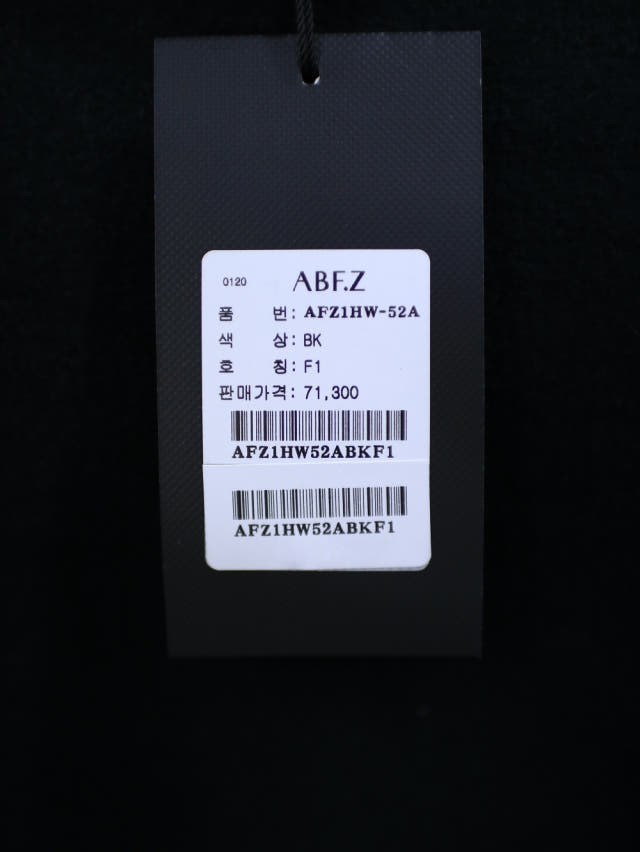 0120 ABF.Z
품 번: AFZ1HW-52A
색 상: BK
호 칭: F1
판매가격: 71,300
AFZ1HW52ABKF1
AFZ1HW52ABKF1